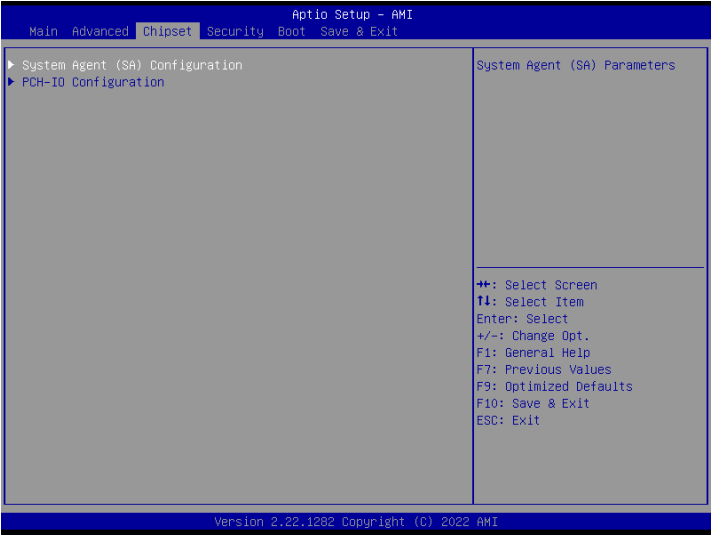 Aptio Setup – AMI
Main Advanced Chipset Security Boot Save & Exit
System Agent (SA) Configuration
PCH-IO Configuration
System Agent (SA) Parameters
→←: Select Screen
↑↓: Select Item
Enter: Select
+/-: Change Opt.
F1: General Help
F7: Previous Values
F9: Optimized Defaults
F10: Save & Exit
ESC: Exit
Version 2.22.1282 Copyright (C) 2022 AMI